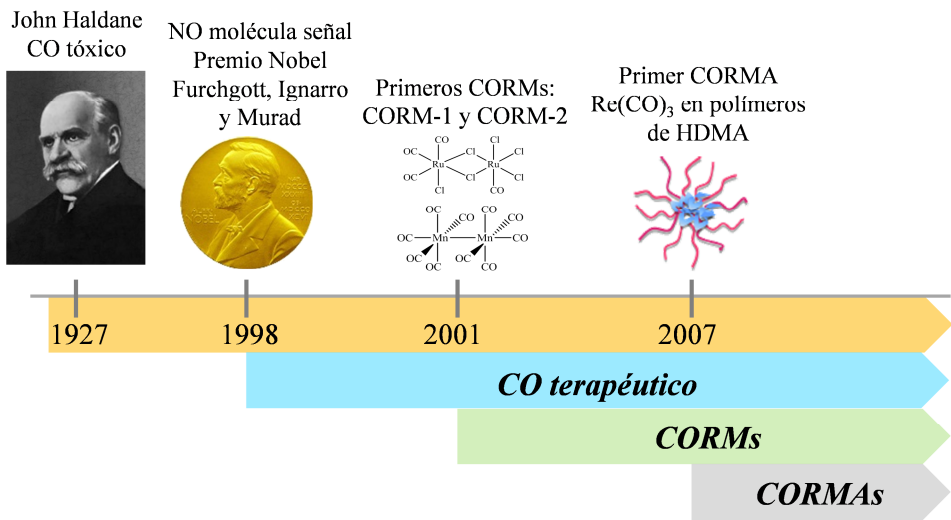 John Haldane
CO tóxico
NO molécula señal
Premio Nobel
Furchgott, Ignarro
y Murad
Primeros CORMs:
CORM-1 y CORM-2
CO
OC
Cl
Cl
Ru
Ru
OC
Cl
Cl
Cl
CO
OC
OC
CO
CO
OC
Mn
Mn
CO
OC
OC
OC
CO
CO
Primer CORMA
Re(CO)₃ en polímeros
de HDMA
1927
1998
2001
2007
CO terapéutico
CORMs
CORMAs